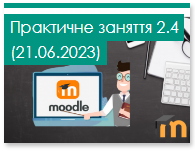 Практичне заняття 2.4
(21.06.2023)
moodle